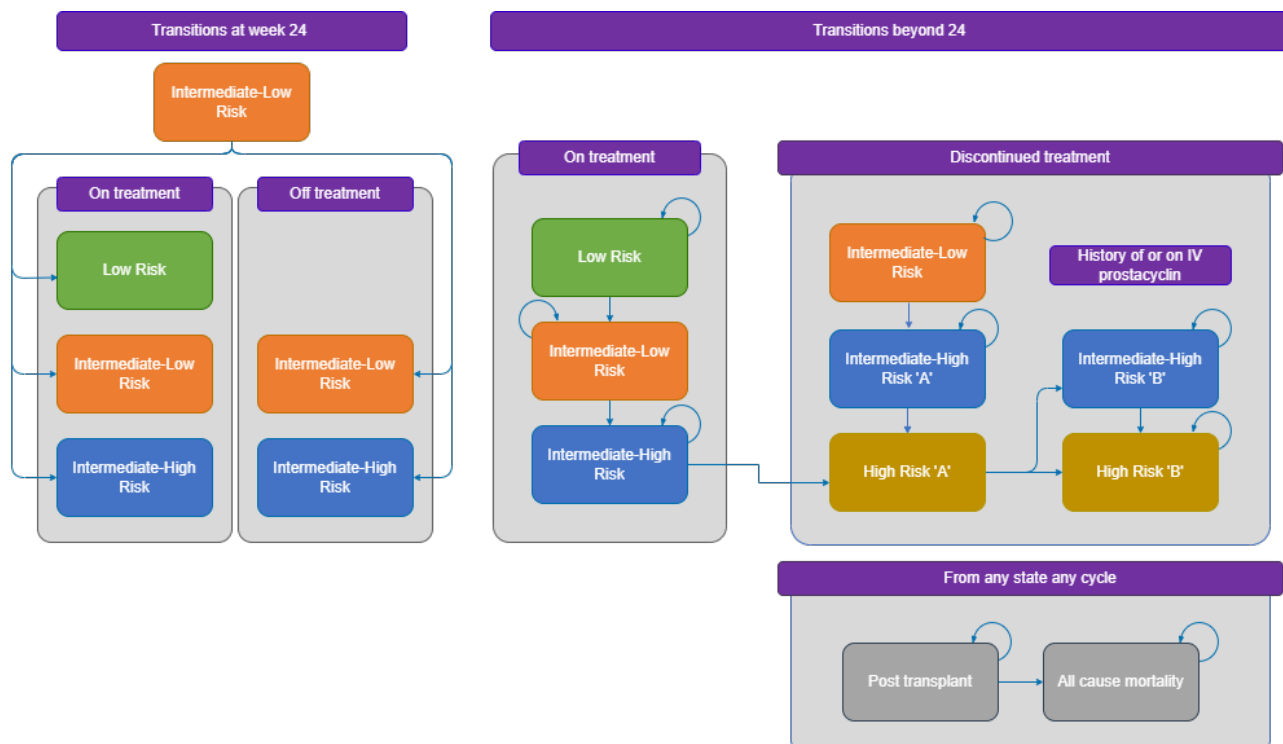 Transitions at week 24
Transitions beyond 24
Intermediate-Low
Risk
On treatment
Off treatment
Low Risk
Intermediate-Low
Risk
Intermediate-Low
Risk
Intermediate-High
Risk
Intermediate-High
Risk
On treatment
Low Risk
Intermediate-Low
Risk
Intermediate-High
Risk
Discontinued treatment
Intermediate-Low
Risk
History of or on IV
prostacyclin
Intermediate-High
Risk 'A'
Intermediate-High
Risk 'B'
High Risk 'A'
High Risk 'B'
From any state any cycle
Post transplant
All cause mortality